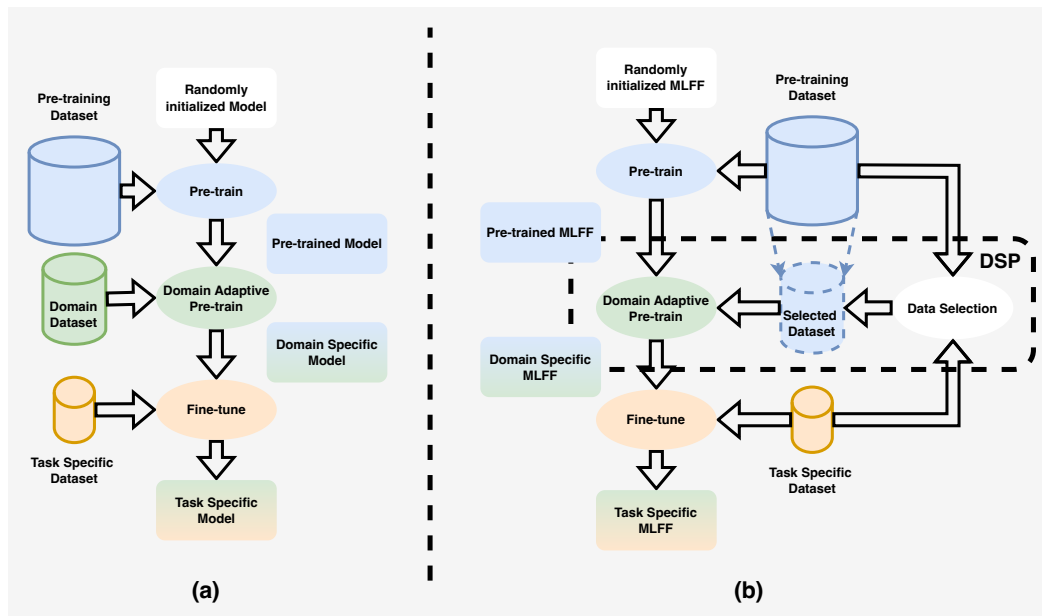 Randomly
initialized Model
Pre-training
Dataset
Pre-train
Pre-trained Model
Domain
Dataset
Domain Adaptive
Pre-train
Domain Specific
Model
Fine-tune
Task Specific
Dataset
Task Specific
Model
(a)
Randomly
initialized MLFF
Pre-training
Dataset
Pre-train
Pre-trained MLFF
DSP
Domain Adaptive
Pre-train
Selected
Dataset
Data Selection
Domain Specific
MLFF
Fine-tune
Task Specific
Dataset
Task Specific
MLFF
(b)